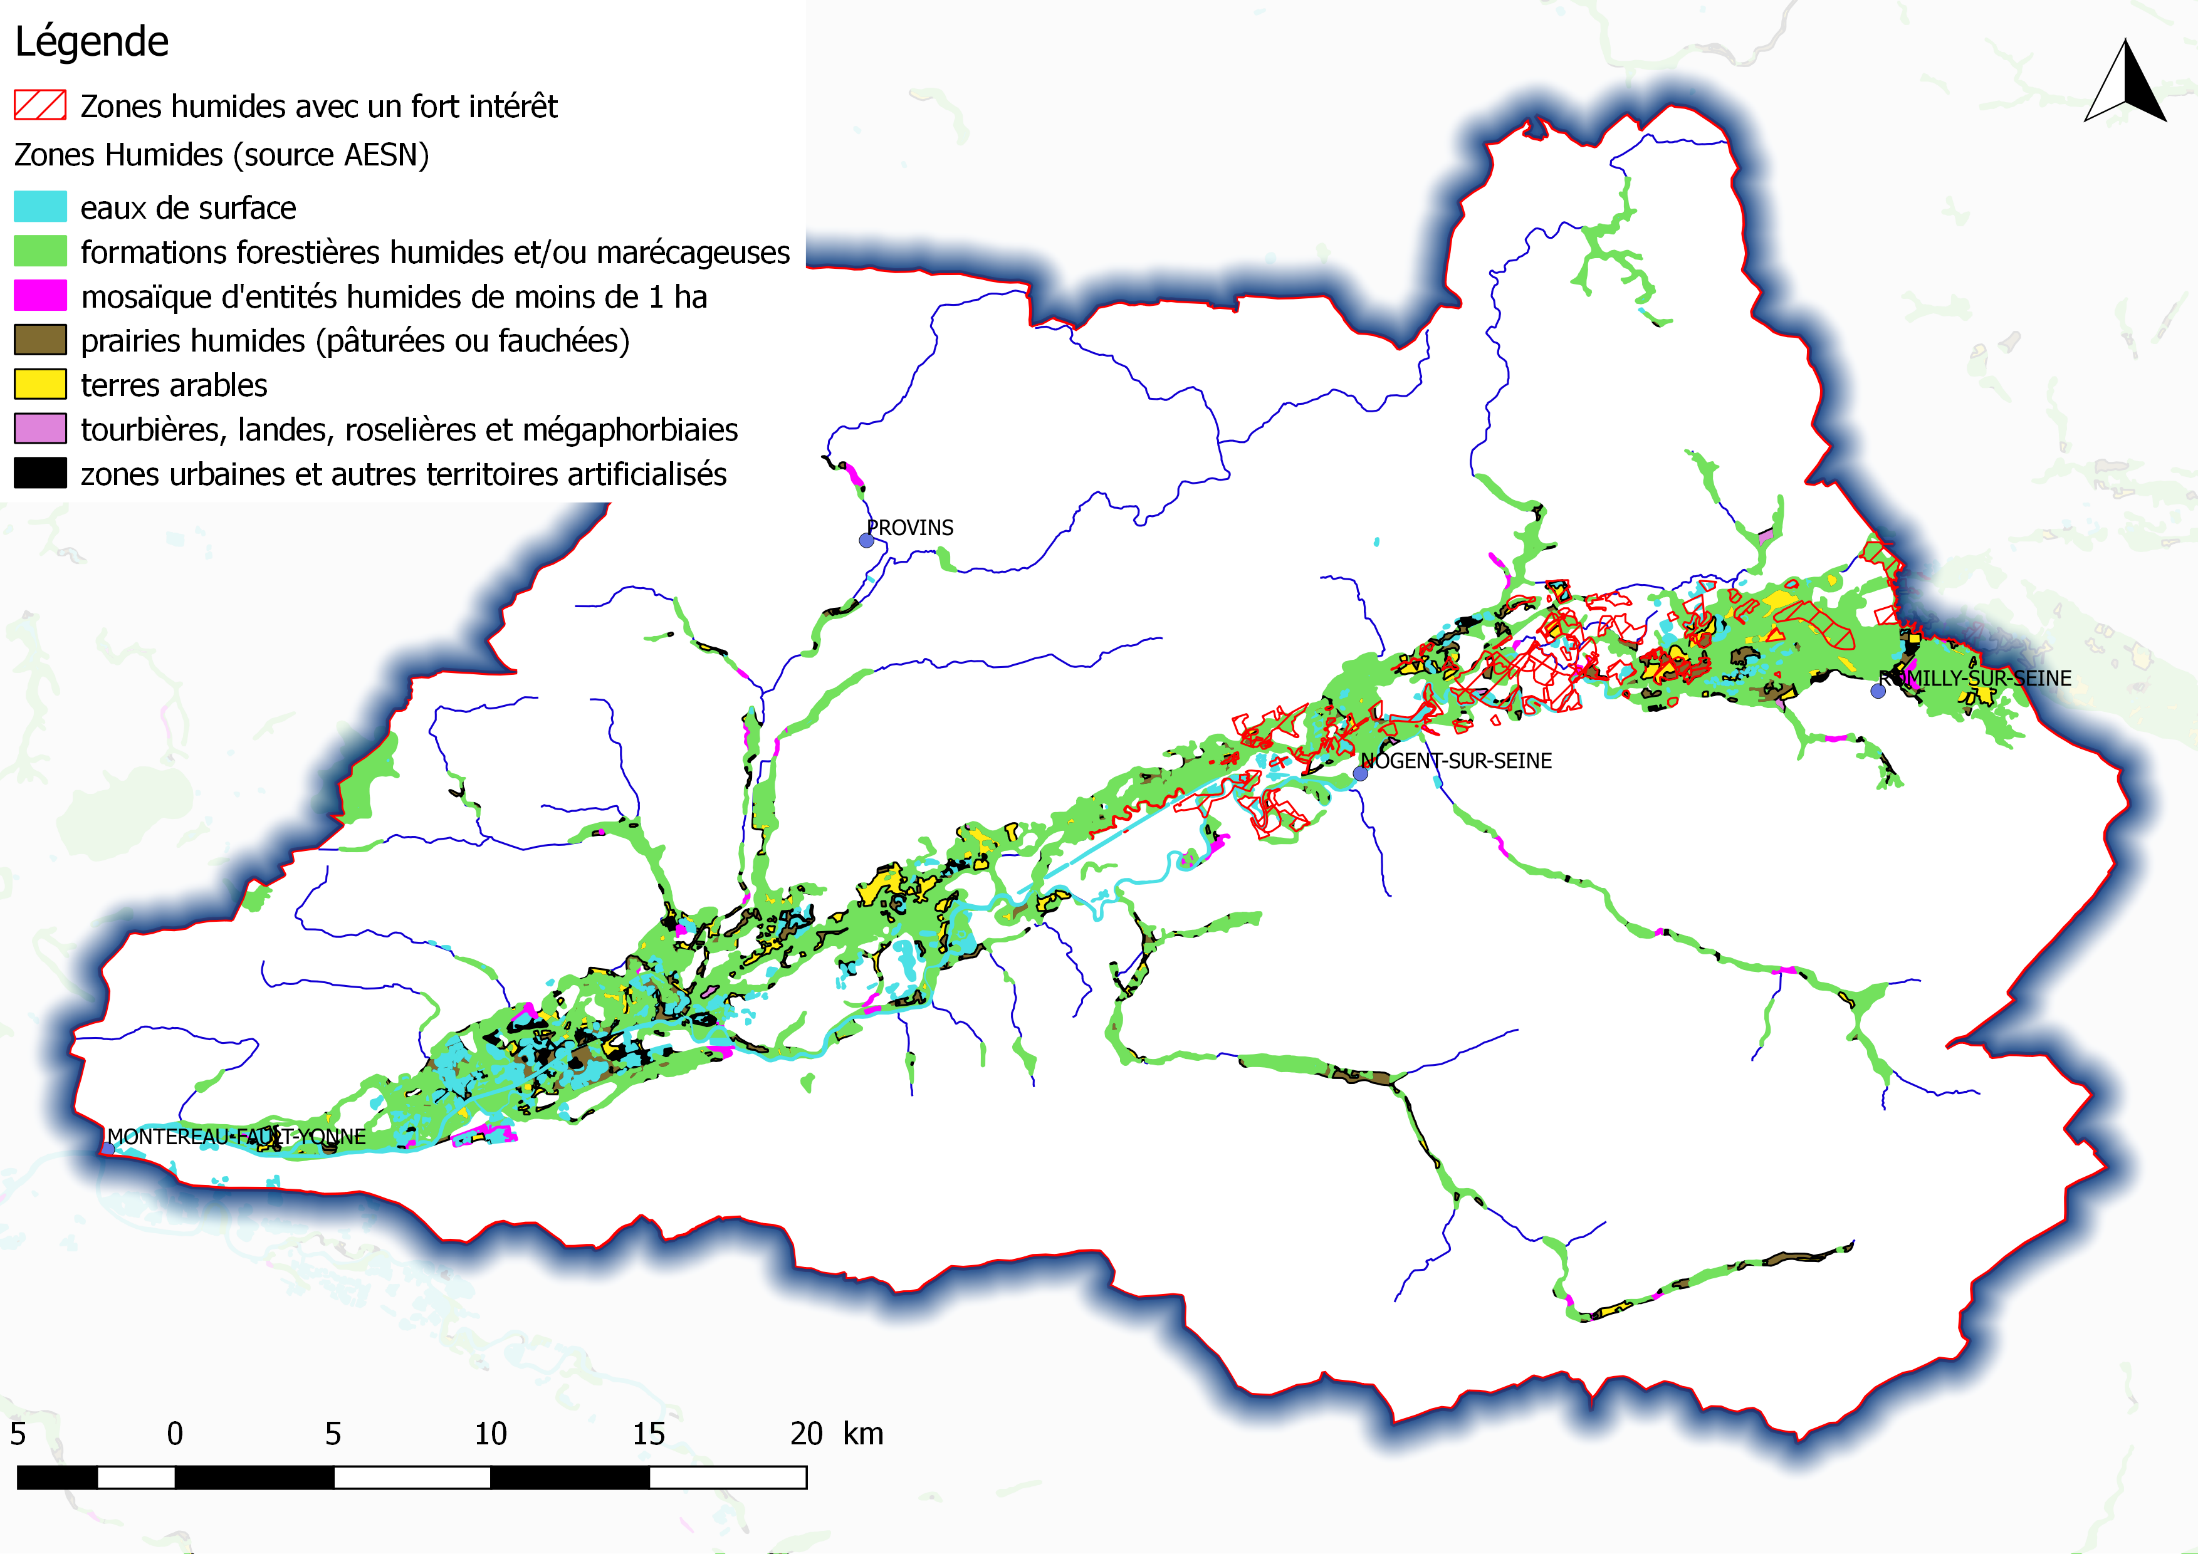 Légende
Zones humides avec un fort intérêt
Zones Humides (source AESN)
eaux de surface
formations forestières humides et/ou marécageuses
mosaïque d'entités humides de moins de 1 ha
prairies humides (pâturées ou fauchées)
terres arables
tourbières, landes, roselières et mégaphorbiaies
zones urbaines et autres territoires artificialisés
PROVINS
ROMILLY-SUR-SEINE
NOGENT-SUR-SEINE
MONTEREAU-FAULT-YONNE
5 0 5 10 15 20 km